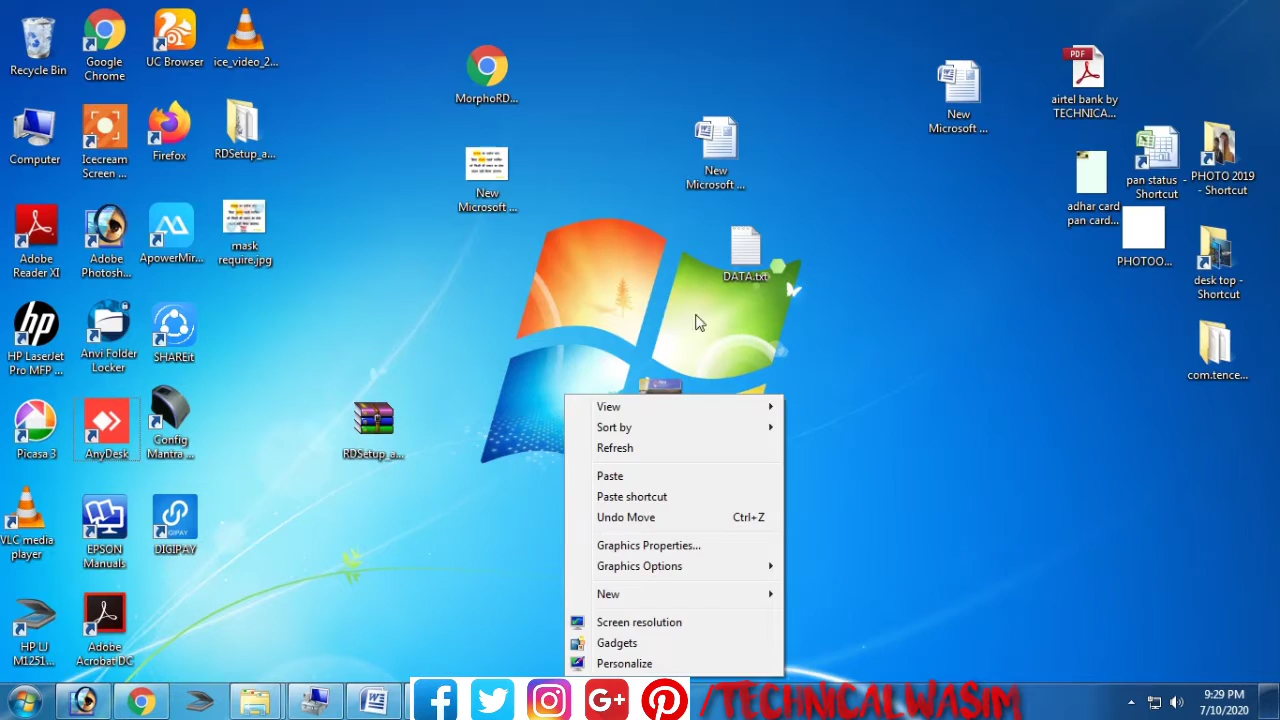 Recycle Bin
Google
Chrome
UC Browser
ice_video_2...
Computer
Icecream
Screen ...
Firefox
RDSetup_a...
Adobe
Reader XI
Adobe
Photosh...
ApowerMir...
mask
require.jpg
HP LaserJet
Pro MFP ...
Anvi Folder
Locker
SHAREit
Picasa 3
AnyDesk
Config
Mantra ...
VLC media
player
EPSON
Manuals
DIGIPAY
HP LJ
M1251...
Adobe
Acrobat DC
MorphoRD...
New
Microsoft ...
RDSetup_a...
New
Microsoft ...
DATA.txt
New
Microsoft ...
PDF
airtel bank by
TECHNICA...
pan status -
Shortcut
PHOTO 2019
- Shortcut
adhar card
pan card...
PHOTOO...
desk top -
Shortcut
com.tence...
View
Sort by
Refresh
Paste
Paste shortcut
Undo Move Ctrl+Z
Graphics Properties...
Graphics Options
New
Screen resolution
Gadgets
Personalize
/TECHNICALWASIM
9:29 PM
7/10/2020